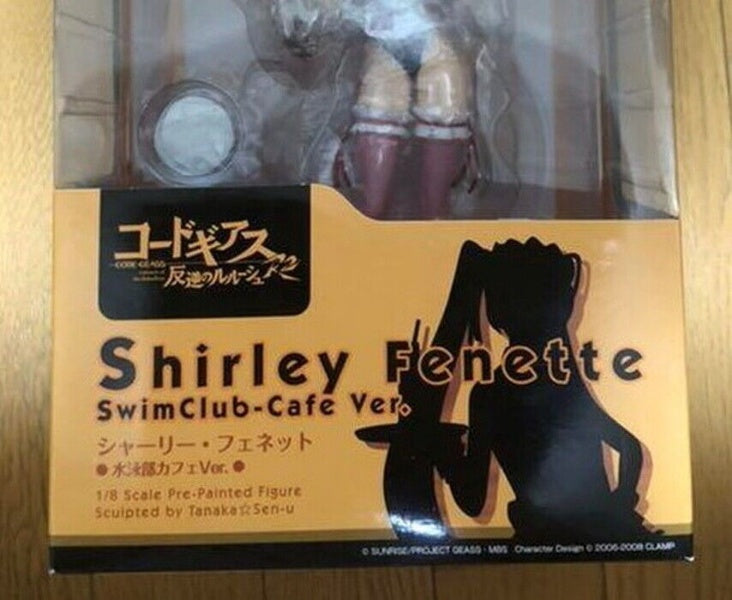 コードギアス
CODE GEASS
反逆のルルーシュ R2
Shirley Fenette
SwimClub-Cafe Ver.
シャーリー・フェネット
●水泳部カフェVer.●
1/8 Scale Pre-Painted Figure
Sculpted by Tanaka☆Sen-u
© SUNRISE/PROJECT GEASS・MBS Character Design © 2006-2008 CLAMP